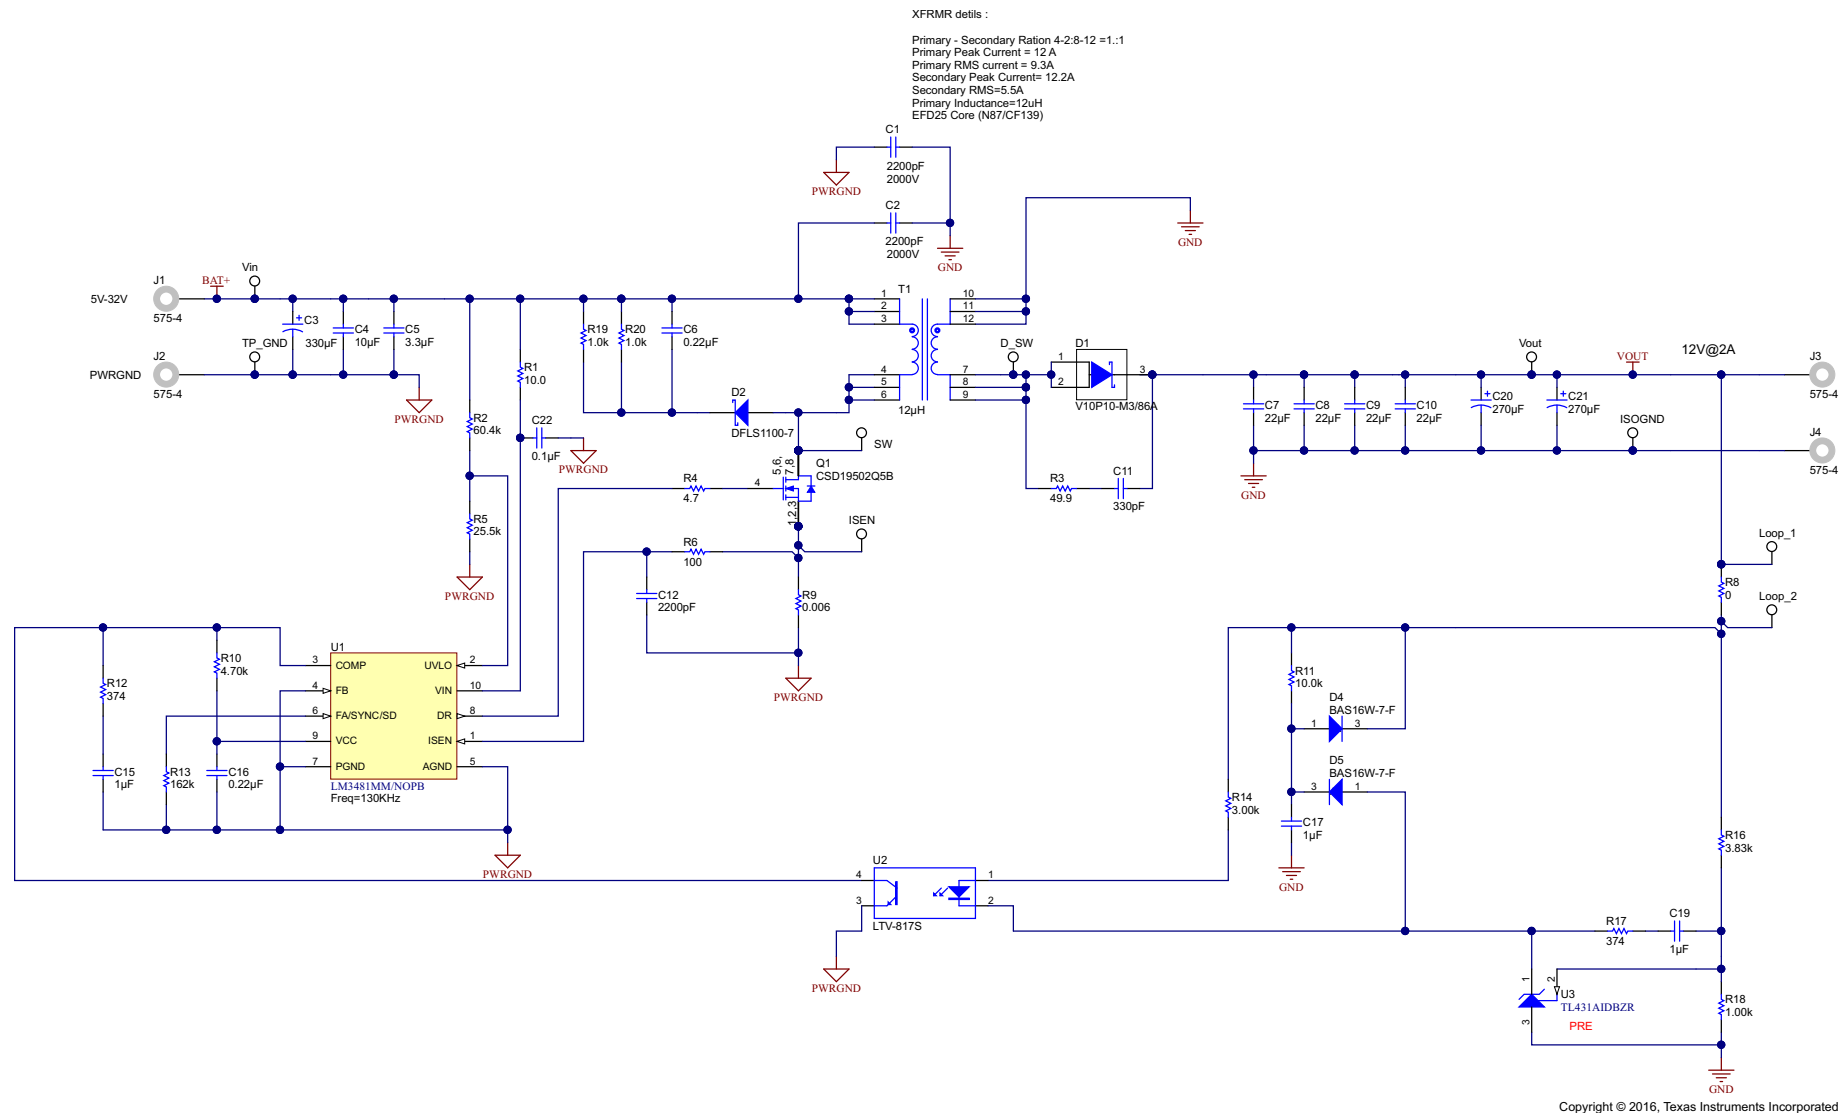 XFRMR detils :
Primary - Secondary Ration 4-2:8-12 =1.:1
Primary Peak Current = 12 A
Primary RMS current = 9.3A
Secondary Peak Current= 12.2A
Secondary RMS=5.5A
Primary Inductance=12uH
EFD25 Core (N87/CF139)
C1
2200pF
2000V
PWRGND
C2
2200pF
2000V
GND
GND
J1
5V-32V
575-4
BAT+
Vin
J2
PWRGND
575-4
TP_GND
C3
330µF
C4
10µF
C5
3.3µF
PWRGND
R1
10.0
R2
60.4k
C22
0.1µF
PWRGND
R5
25.5k
PWRGND
R19
1.0k
R20
1.0k
C6
0.22µF
D2
DFLS1100-7
T1
1
2
3
4
5
6
10
11
12
7
8
9
12µH
D_SW
D1
1
2
3
V10P10-M3/86A
R3
49.9
C11
330pF
SW
Q1
CSD19502Q5B
5,6,
7,8
4
1,2,3
R4
4.7
ISEN
R6
100
C12
2200pF
R9
0.006
PWRGND
C7
22µF
C8
22µF
C9
22µF
C10
22µF
C20
270µF
C21
270µF
GND
Vout
VOUT
12V@2A
ISOGND
J3
575-4
J4
575-4
Loop_1
R8
0
Loop_2
R12
374
C15
1µF
R13
162k
R10
4.70k
C16
0.22µF
U1
3 COMP
4 FB
6 FA/SYNC/SD
9 VCC
7 PGND
UVLO 2
VIN 10
DR 8
ISEN 1
AGND 5
LM3481MM/NOPB
Freq=130KHz
PWRGND
R11
10.0k
D4
BAS16W-7-F
1
3
D5
BAS16W-7-F
3
1
R14
3.00k
C17
1µF
GND
U2
4
3
1
2
LTV-817S
PWRGND
R16
3.83k
R17
374
C19
1µF
1
2
3
U3
TL431AIDBZR
PRE
R18
1.00k
GND
Copyright © 2016, Texas Instruments Incorporated